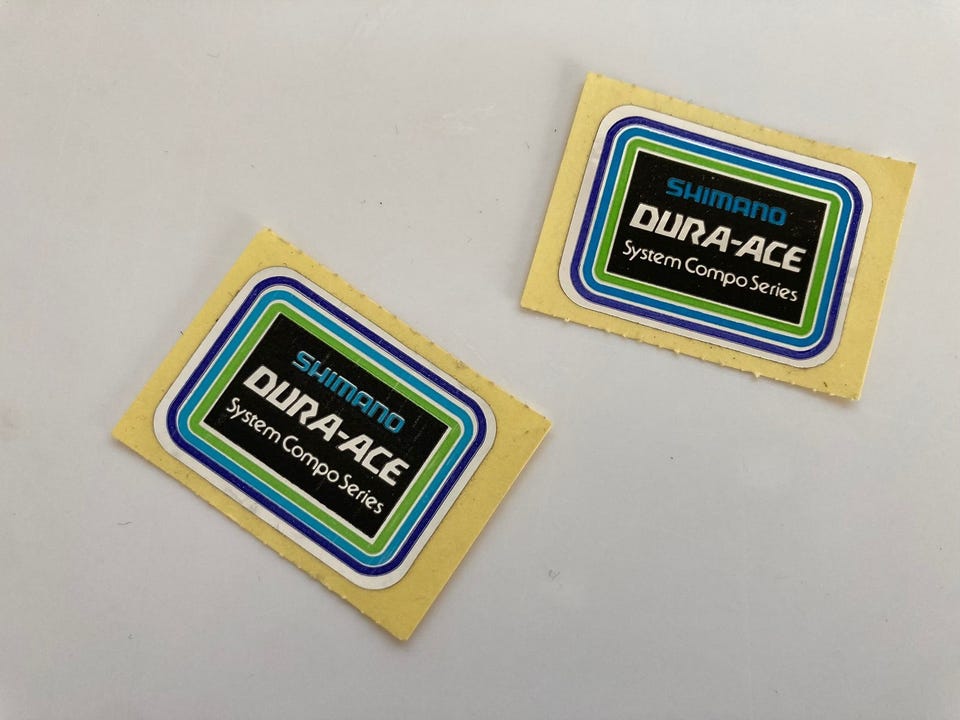 SHIMANO
DURA-ACE
System Compo Series
SHIMANO
DURA-ACE
System Compo Series